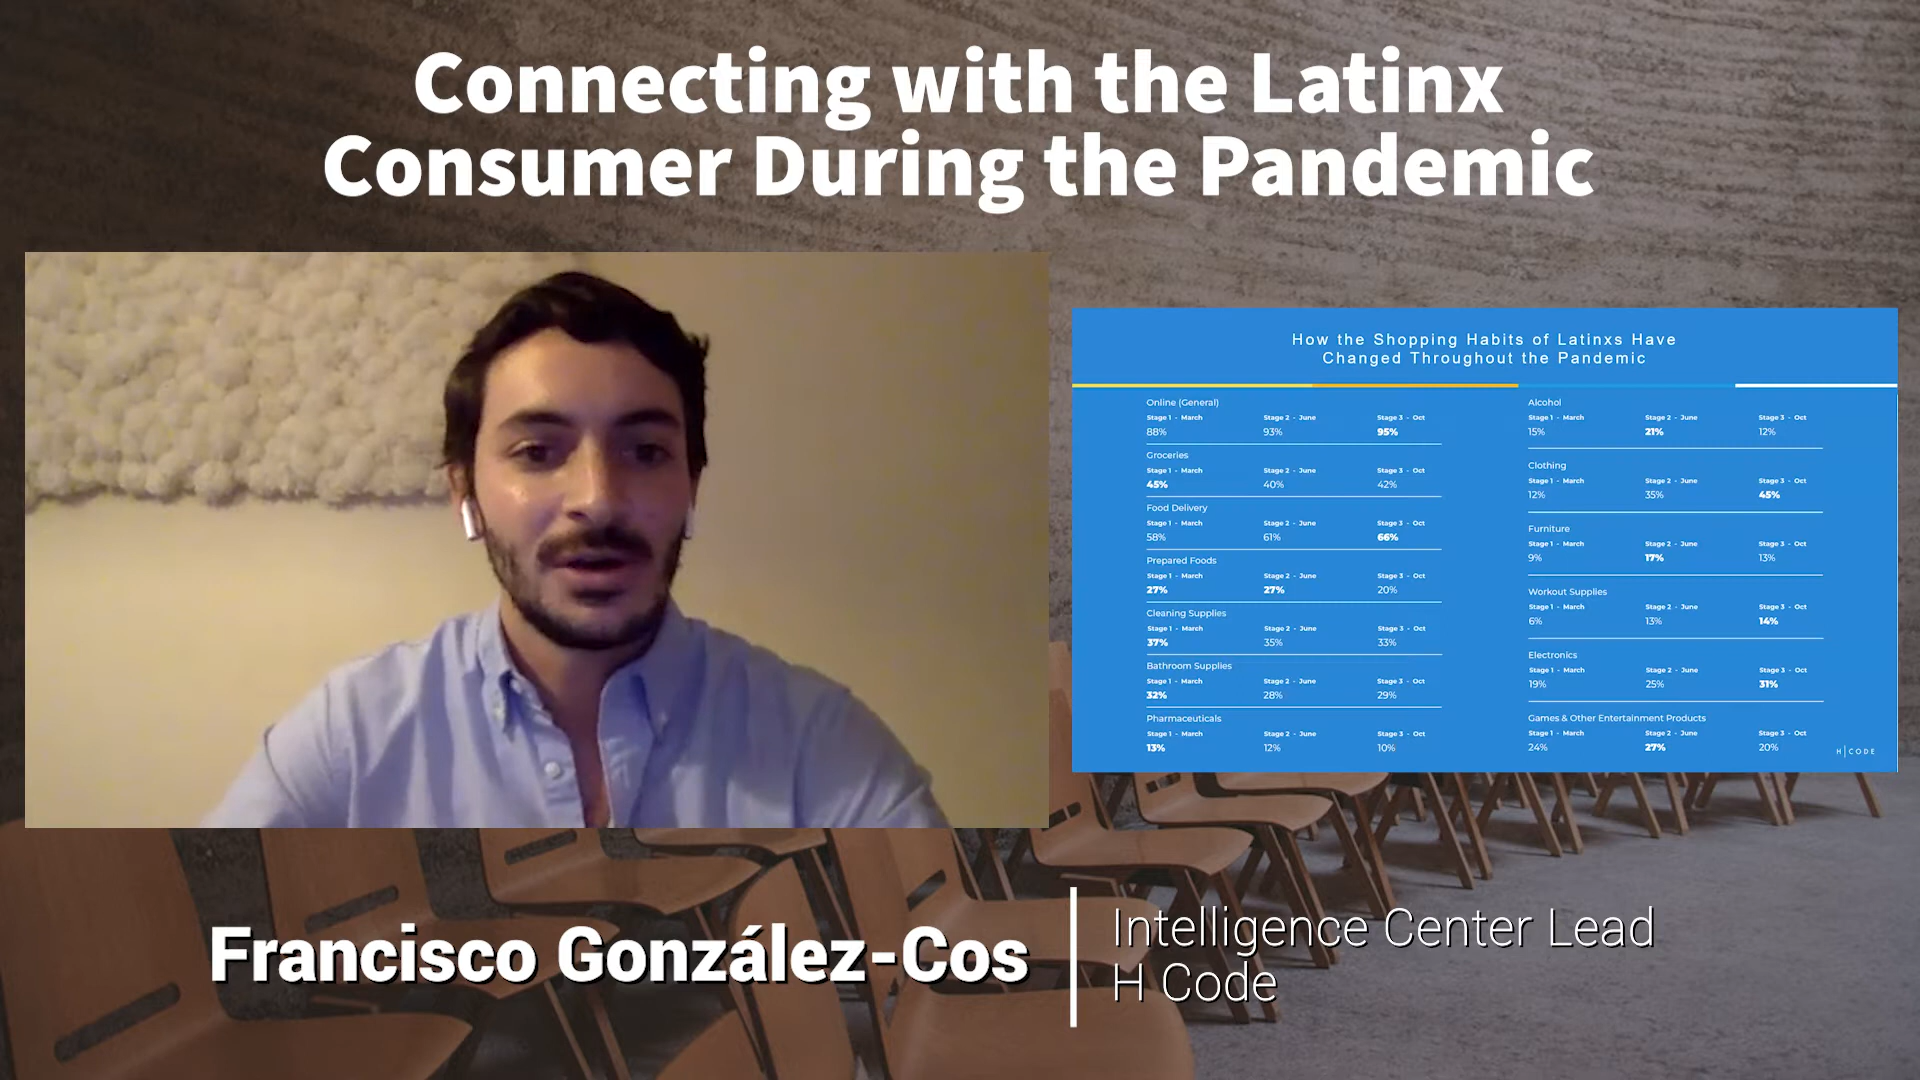 Connecting with the Latinx
Consumer During the Pandemic
How the Shopping Habits of Latinxs Have
Changed Throughout the Pandemic
Online (General)
Stage 1 - March Stage 2 - June Stage 3 - Oct
88% 93% 95%
Groceries
Stage 1 - March Stage 2 - June Stage 3 - Oct
45% 40% 42%
Food Delivery
Stage 1 - March Stage 2 - June Stage 3 - Oct
58% 61% 66%
Prepared Foods
Stage 1 - March Stage 2 - June Stage 3 - Oct
27% 27% 20%
Cleaning Supplies
Stage 1 - March Stage 2 - June Stage 3 - Oct
37% 35% 33%
Bathroom Supplies
Stage 1 - March Stage 2 - June Stage 3 - Oct
32% 28% 29%
Pharmaceuticals
Stage 1 - March Stage 2 - June Stage 3 - Oct
13% 12% 10%
Alcohol
Stage 1 - March Stage 2 - June Stage 3 - Oct
15% 21% 12%
Clothing
Stage 1 - March Stage 2 - June Stage 3 - Oct
12% 35% 45%
Furniture
Stage 1 - March Stage 2 - June Stage 3 - Oct
9% 17% 13%
Workout Supplies
Stage 1 - March Stage 2 - June Stage 3 - Oct
6% 13% 14%
Electronics
Stage 1 - March Stage 2 - June Stage 3 - Oct
19% 25% 31%
Games & Other Entertainment Products
Stage 1 - March Stage 2 - June Stage 3 - Oct
24% 27% 20%
H|CODE
Francisco González-Cos
Intelligence Center Lead
H Code